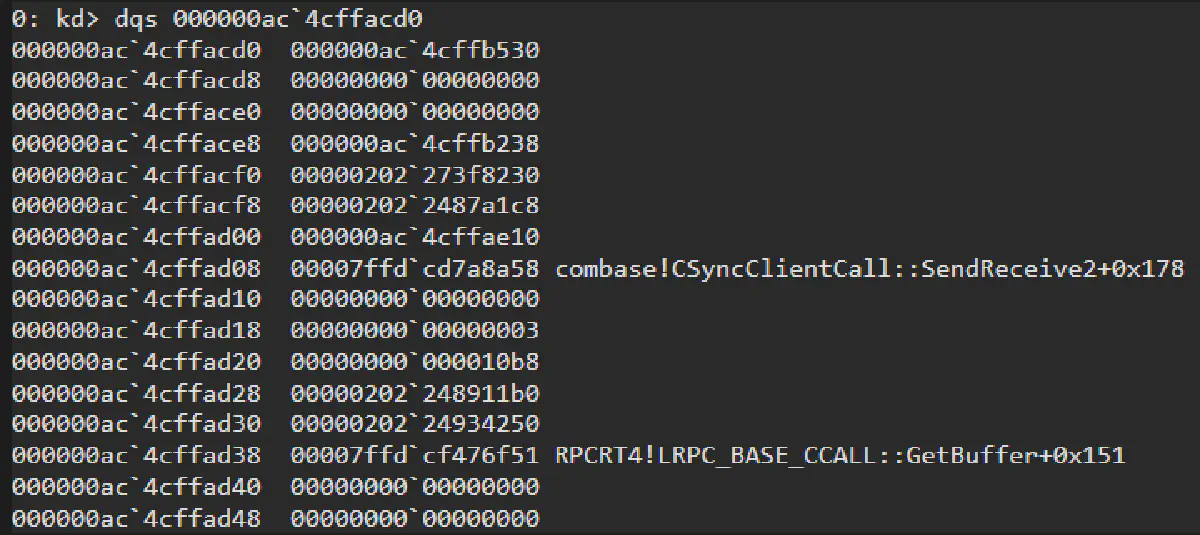 0: kd> dqs 000000ac`4cffacd0
000000ac`4cffacd0  000000ac`4cffb530
000000ac`4cffacd8  00000000`00000000
000000ac`4cfface0  00000000`00000000
000000ac`4cfface8  000000ac`4cffb238
000000ac`4cffacf0  00000202`273f8230
000000ac`4cffacf8  00000202`2487a1c8
000000ac`4cffad00  000000ac`4cffae10
000000ac`4cffad08  00007ffd`cd7a8a58 combase!CSyncClientCall::SendReceive2+0x178
000000ac`4cffad10  00000000`00000000
000000ac`4cffad18  00000000`00000003
000000ac`4cffad20  00000000`000010b8
000000ac`4cffad28  00000202`248911b0
000000ac`4cffad30  00000202`24934250
000000ac`4cffad38  00007ffd`cf476f51 RPCRT4!LRPC_BASE_CCALL::GetBuffer+0x151
000000ac`4cffad40  00000000`00000000
000000ac`4cffad48  00000000`00000000